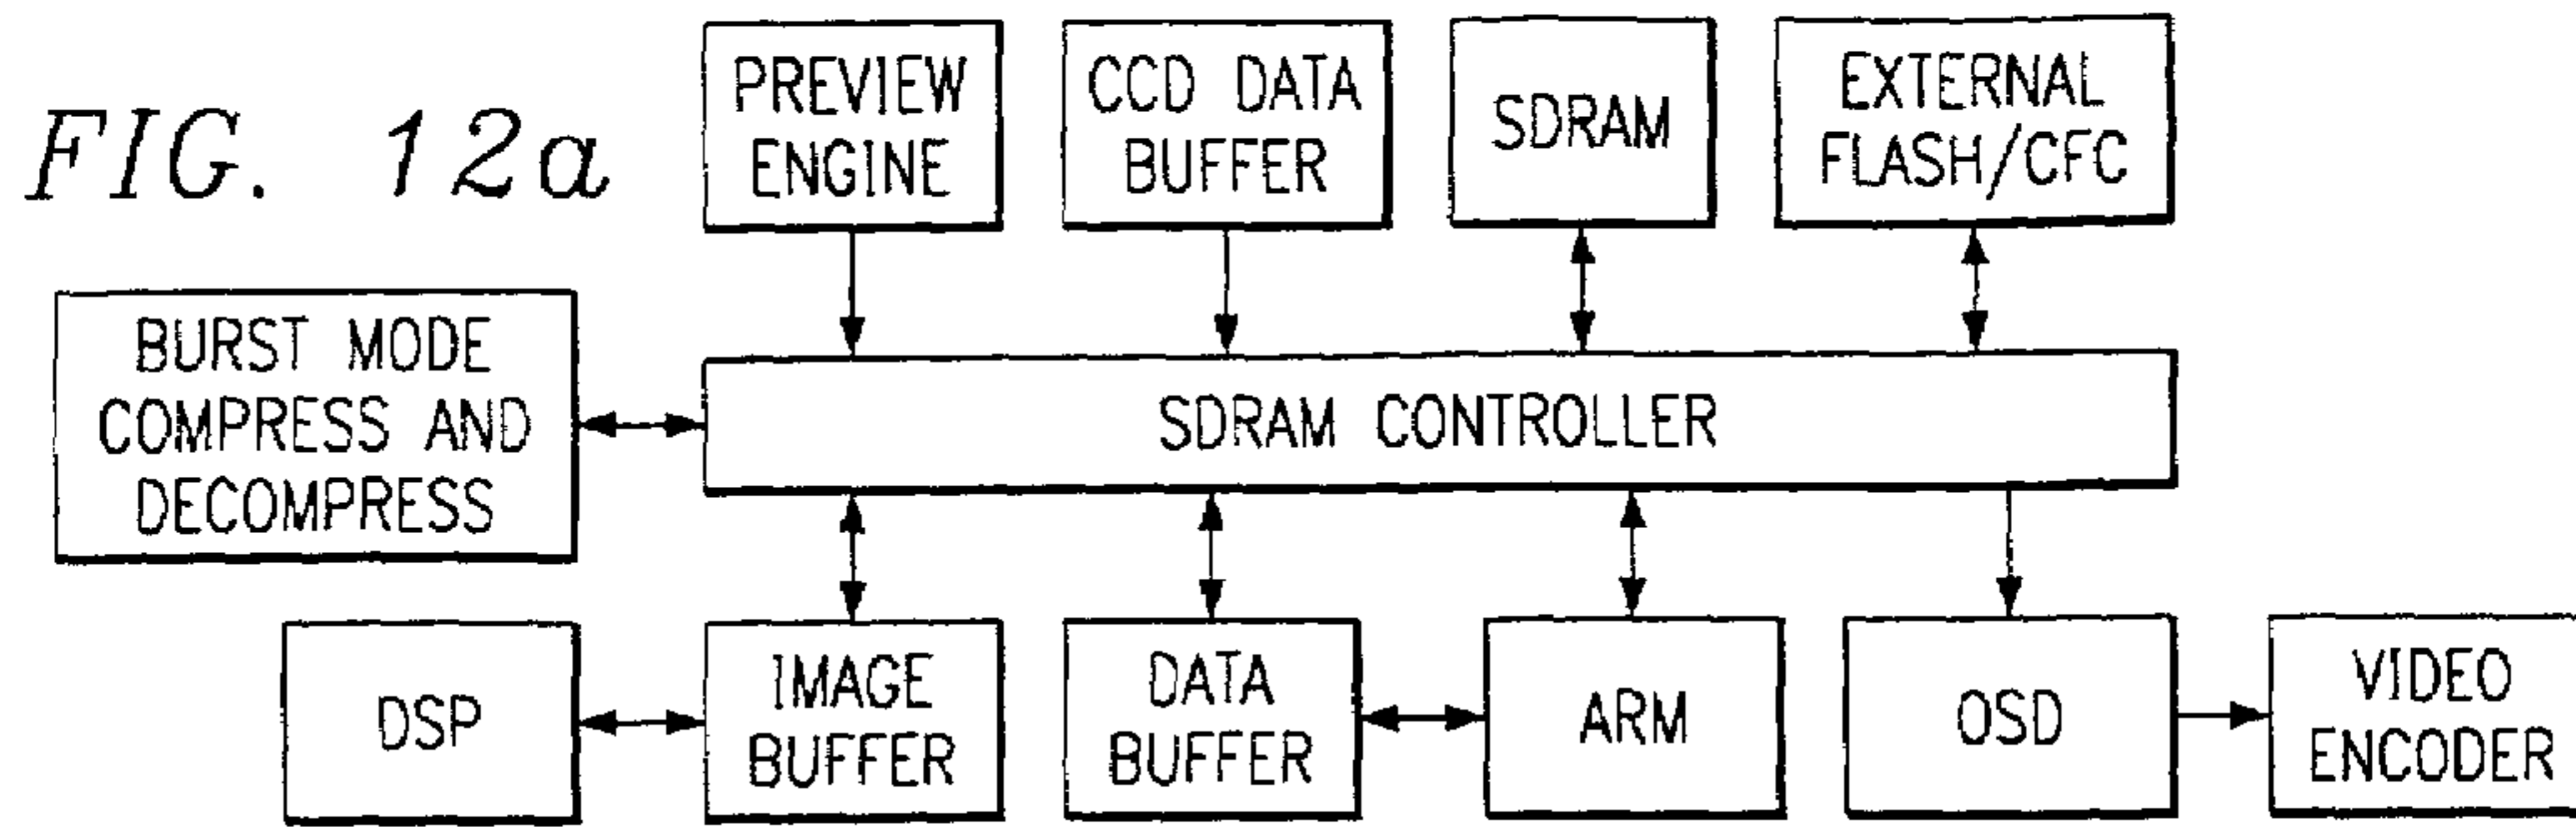 FIG. 12a
PREVIEW
ENGINE
CCD DATA
BUFFER
SDRAM
EXTERNAL
FLASH/CFC
BURST MODE
COMPRESS AND
DECOMPRESS
SDRAM CONTROLLER
DSP
IMAGE
BUFFER
DATA
BUFFER
ARM
OSD
VIDEO
ENCODER